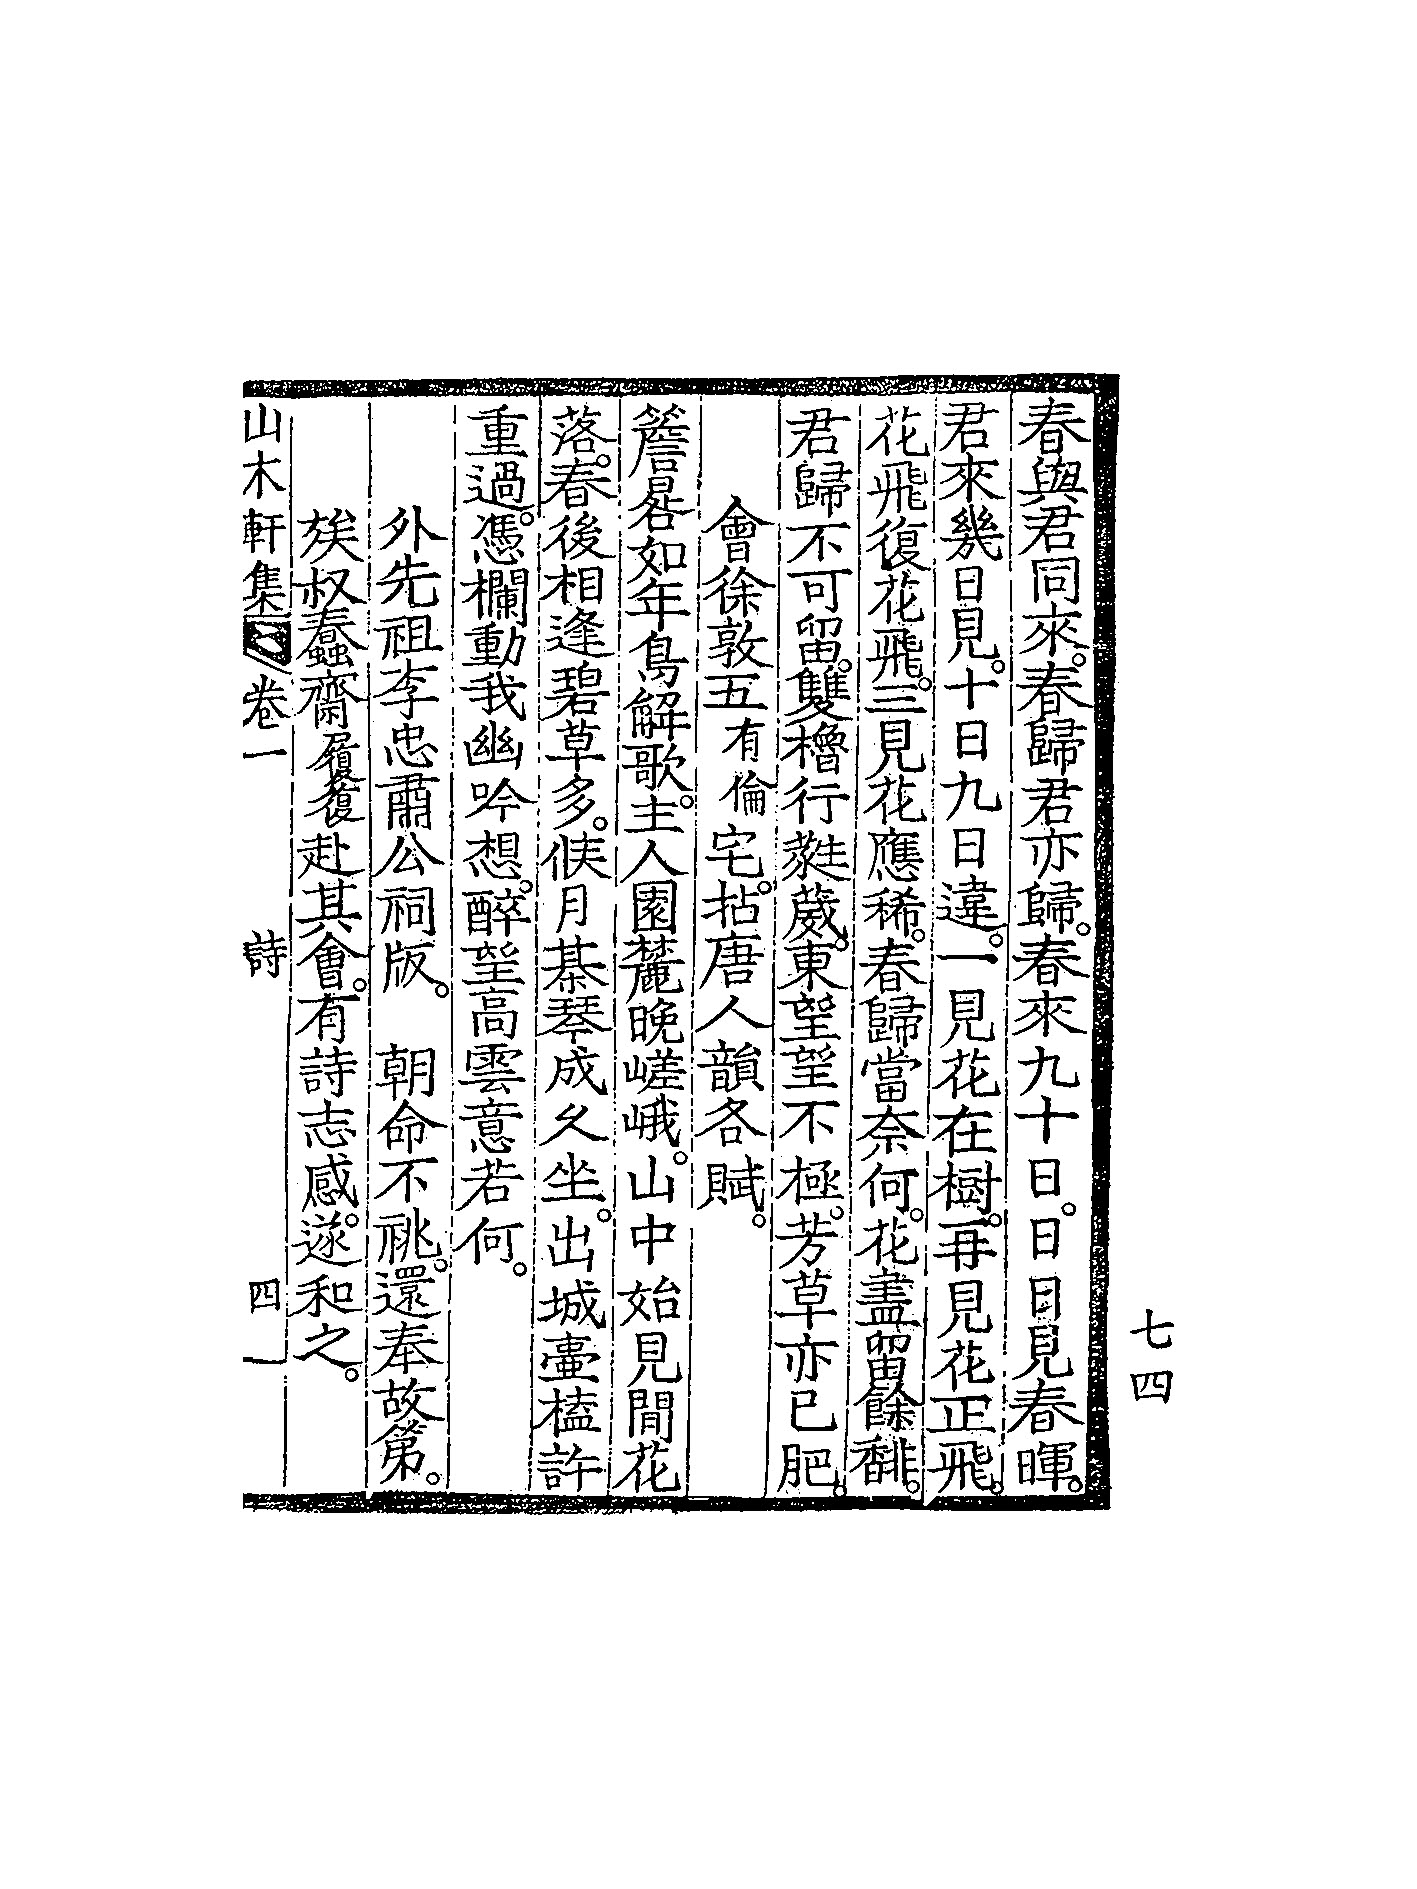 春與君同來。春歸君亦歸。春來九十日。日日見春暉。
君來幾日見。十日九日違。一見花在樹。再見花正飛。
花飛復花飛。三見花應稀。春歸當奈何。花盡留餘馡。
君歸不可留。雙櫓行蕤葳。東望望不極。芳草亦已肥。
會徐敦五有倫宅。拈唐人韻各賦。
簷晷如年鳥解歌。主人園麓晚嵯峨。山中始見閒花
落。春後相逢碧草多。俟月棊琴成久坐。出城壺榼許
重過。憑欄動我幽吟想。醉望高雲意若何。
外先祖李忠肅公祠版。 朝命不祧。還奉故第。
族叔蠢齋履復赴其會。有詩志感。遂和之。
山木軒集 卷一 詩 四一
七四